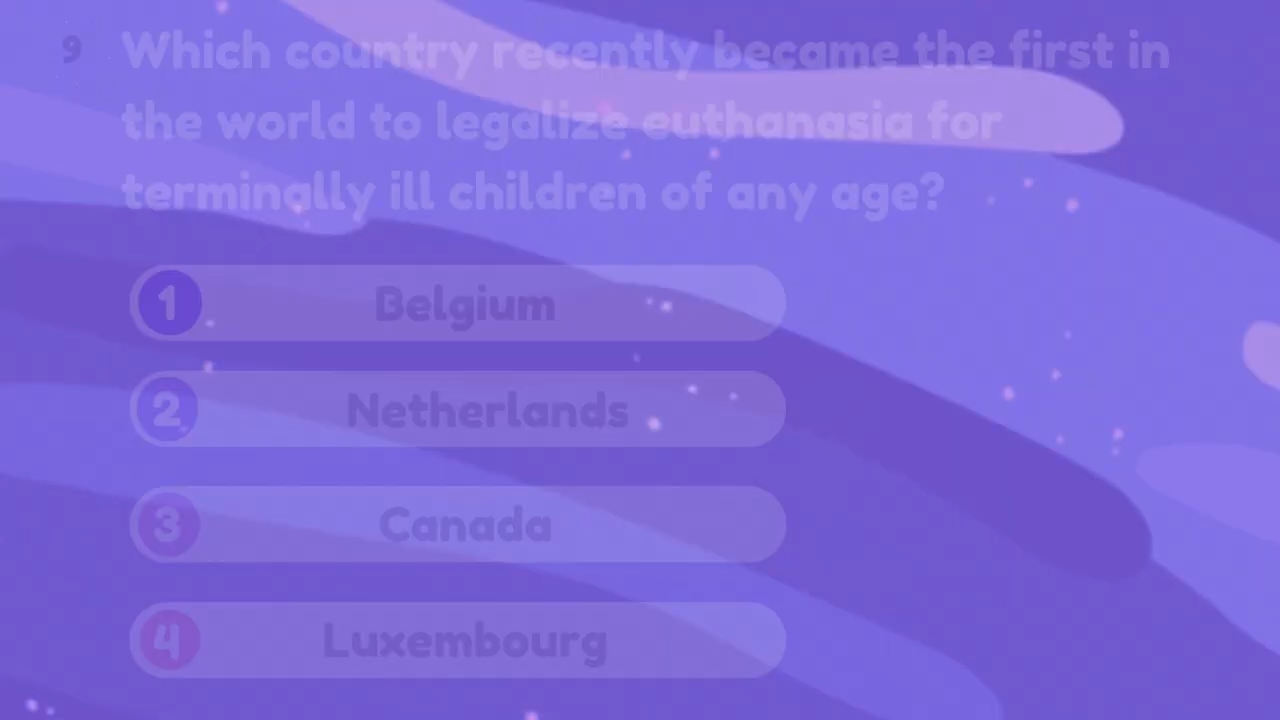 9 Which country recently became the first in
the world to legalize euthanasia for
terminally ill children of any age?
1 Belgium
2 Netherlands
3 Canada
4 Luxembourg